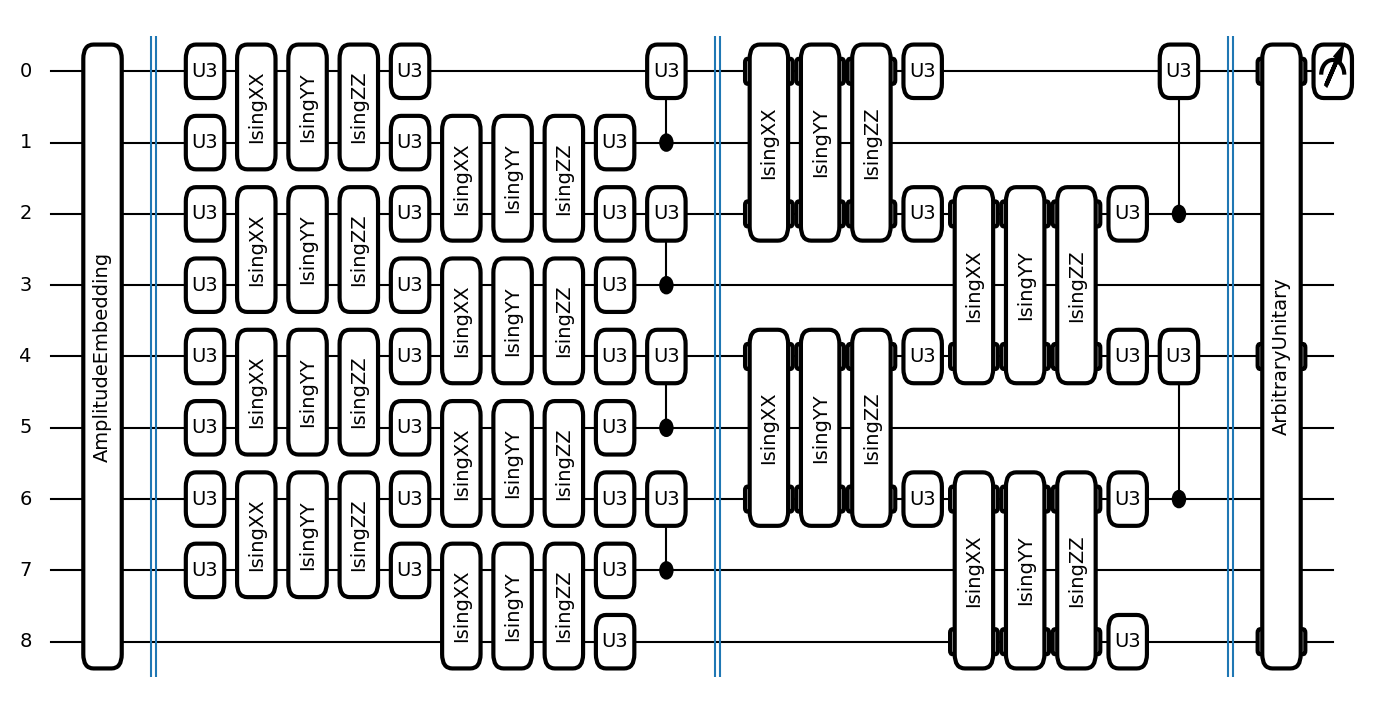 0 U3 U3 U3 U3 U3
IsingXX IsingYY IsingZZ
1 U3 U3 U3 IsingXX IsingYY IsingZZ
IsingXX IsingYY IsingZZ
2 U3 U3 U3 U3 U3 U3
IsingXX IsingYY IsingZZ
3 U3 U3 U3 IsingXX IsingYY IsingZZ
IsingXX IsingYY IsingZZ
4 AmplitudeEmbedding U3 U3 U3 U3 U3 U3 U3 ArbitraryUnitary
IsingXX IsingYY IsingZZ
5 U3 U3 U3 IsingXX IsingYY IsingZZ
IsingXX IsingYY IsingZZ
6 U3 U3 U3 U3 U3 U3
IsingXX IsingYY IsingZZ
7 U3 U3 U3 IsingXX IsingYY IsingZZ
IsingXX IsingYY IsingZZ
8 U3 U3